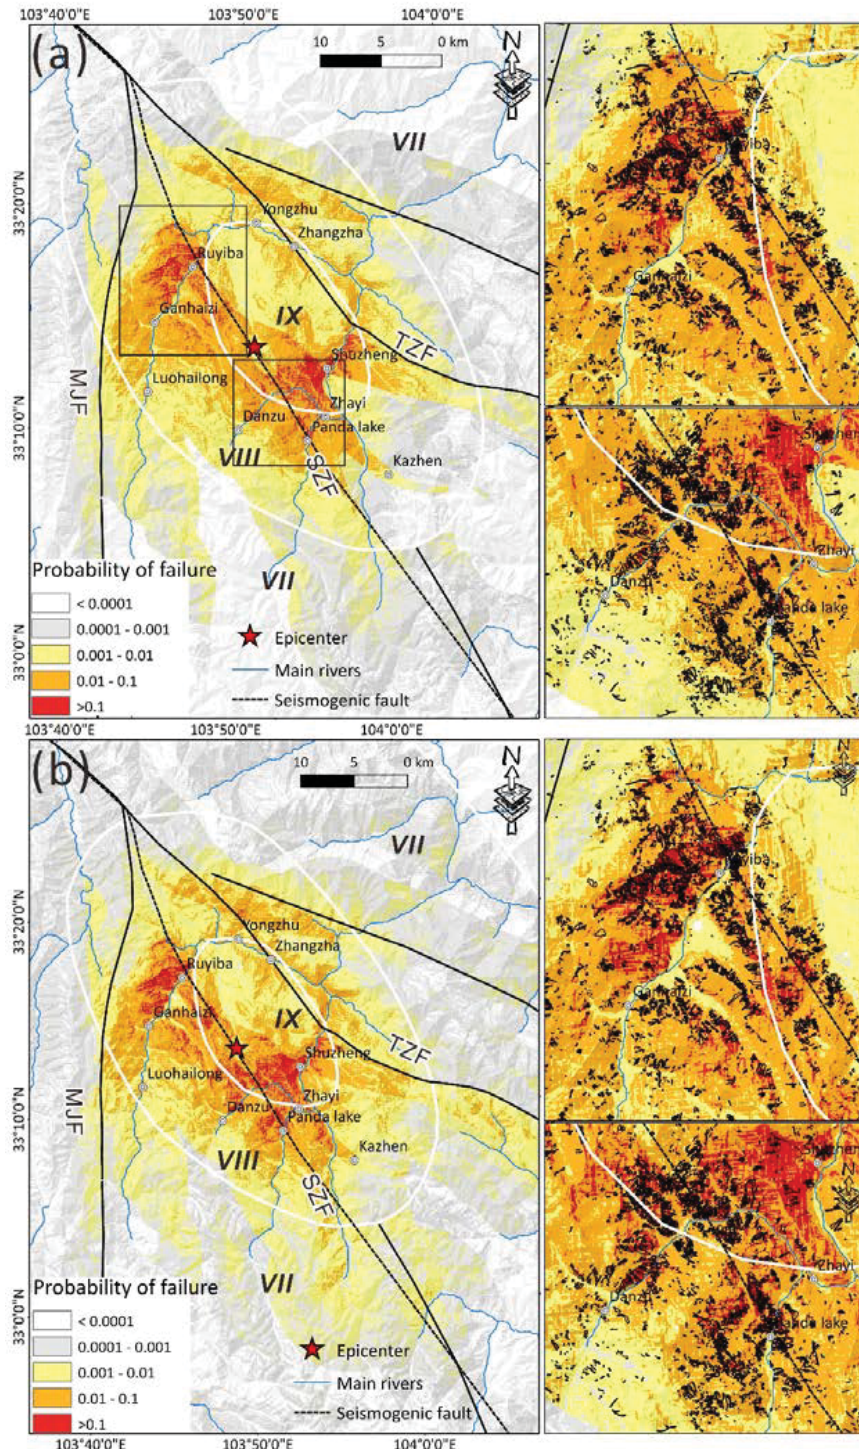 103°40'0"E 103°50'0"E 104°0'0"E
(a)
10 5 0 km
N
VII
33°20'0"N
Yongzhu
Zhangzha
Ruyiba
IX
Ganhaizi
TZF
Shuzheng
MJF
Luohailong
Zhayi
Danzu
Panda lake
33°10'0"N
VIII
SZF
Kazhen
Probability of failure
VII
< 0.0001
0.0001 - 0.001
Epicenter
0.001 - 0.01
Main rivers
0.01 - 0.1
Seismogenic fault
>0.1
33°0'0"N
103°40'0"E 103°50'0"E 104°0'0"E
Ganhaizi
Zhayi
Danzu
(b)
10 5 0 km
N
VII
33°20'0"N
Yongzhu
Zhangzha
Ruyiba
IX
Ganhaizi
TZF
Shuzheng
MJF
Luohailong
Zhayi
Danzu
Panda lake
33°10'0"N
VIII
SZF
Kazhen
VII
Probability of failure
< 0.0001
0.0001 - 0.001
Epicenter
0.001 - 0.01
Main rivers
0.01 - 0.1
Seismogenic fault
>0.1
33°0'0"N
103°40'0"E 103°50'0"E 104°0'0"E
Ganhaizi
Zhayi
Danzu